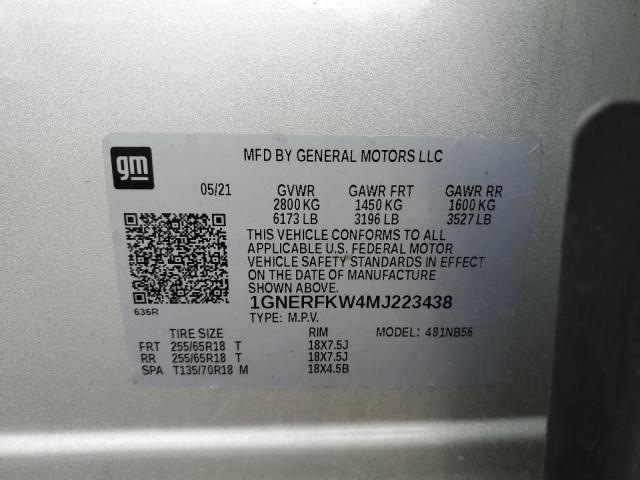 gm
MFD BY GENERAL MOTORS LLC
05/21 GVWR GAWR FRT GAWR RR
2800 KG 1450 KG 1600 KG
6173 LB 3196 LB 3527 LB
THIS VEHICLE CONFORMS TO ALL
APPLICABLE U.S. FEDERAL MOTOR
VEHICLE SAFETY STANDARDS IN EFFECT
ON THE DATE OF MANUFACTURE
SHOWN ABOVE.
1GNERFKW4MJ223438
636R
TYPE: M.P.V.
TIRE SIZE RIM MODEL: 481NB56
FRT 255/65R18 T 18X7.5J
RR 255/65R18 T 18X7.5J
SPA T135/70R18 M 18X4.5B